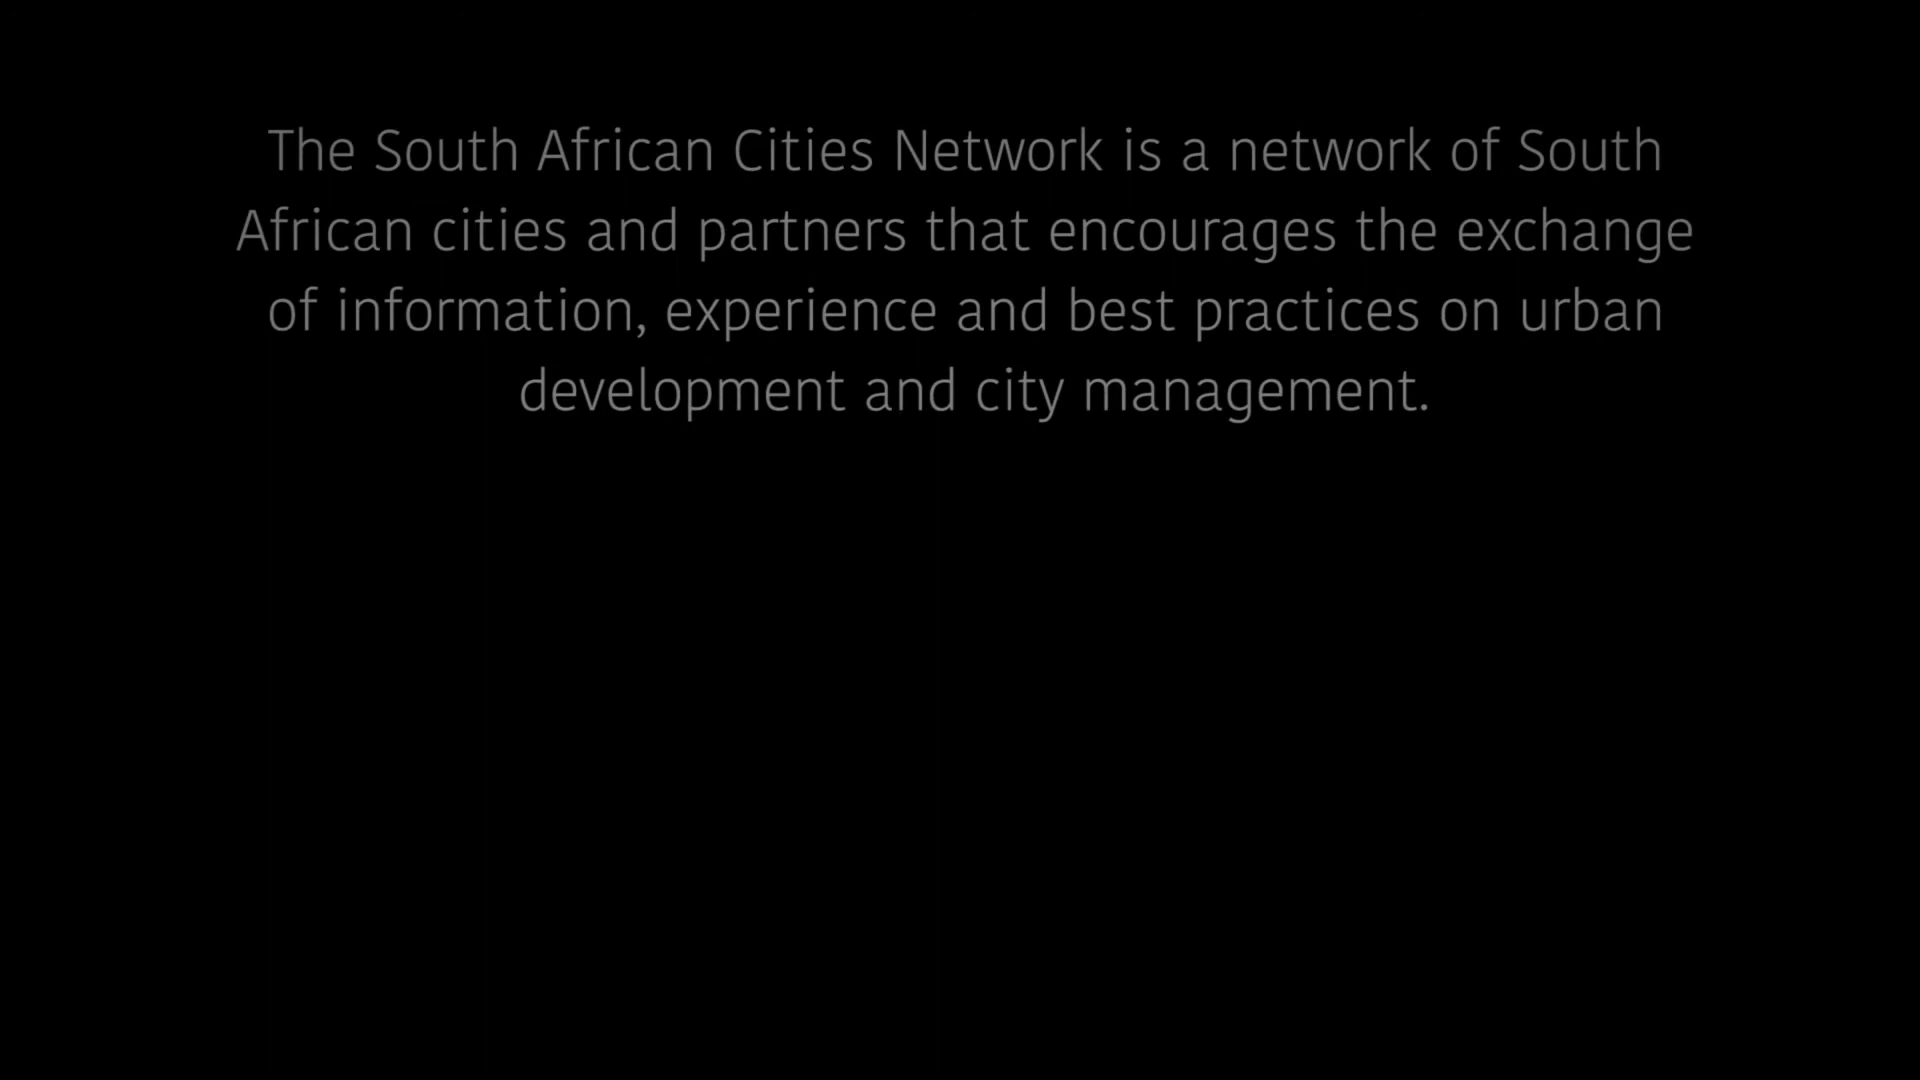 The South African Cities Network is a network of South
African cities and partners that encourages the exchange
of information, experience and best practices on urban
development and city management.